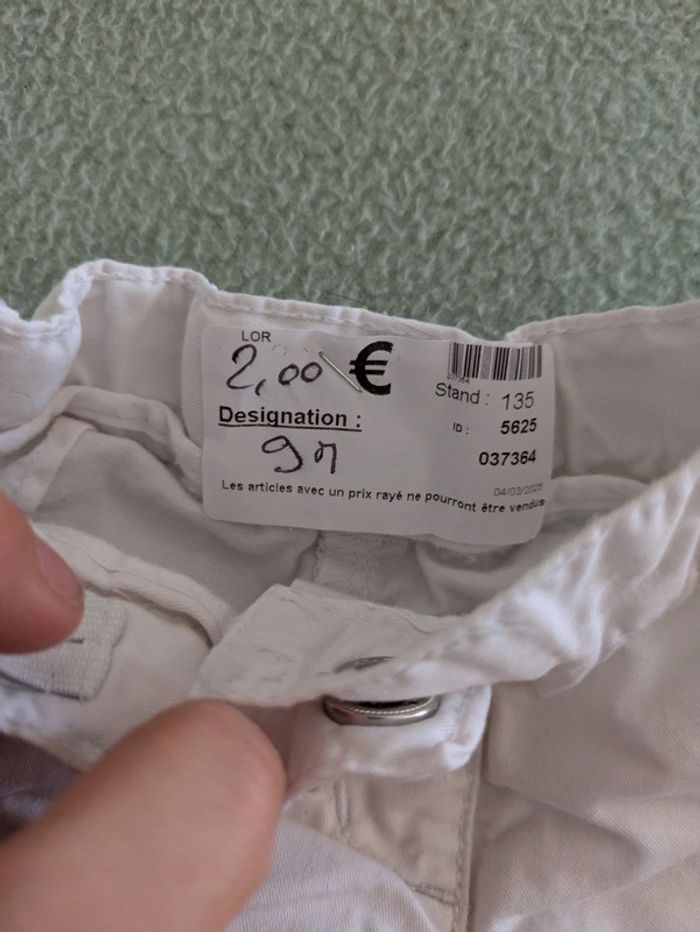 LOR
2,00 €
037364
Stand : 135
Designation :
ID : 5625
9m
037364
04/03/2025
Les articles avec un prix rayé ne pourront être vendus